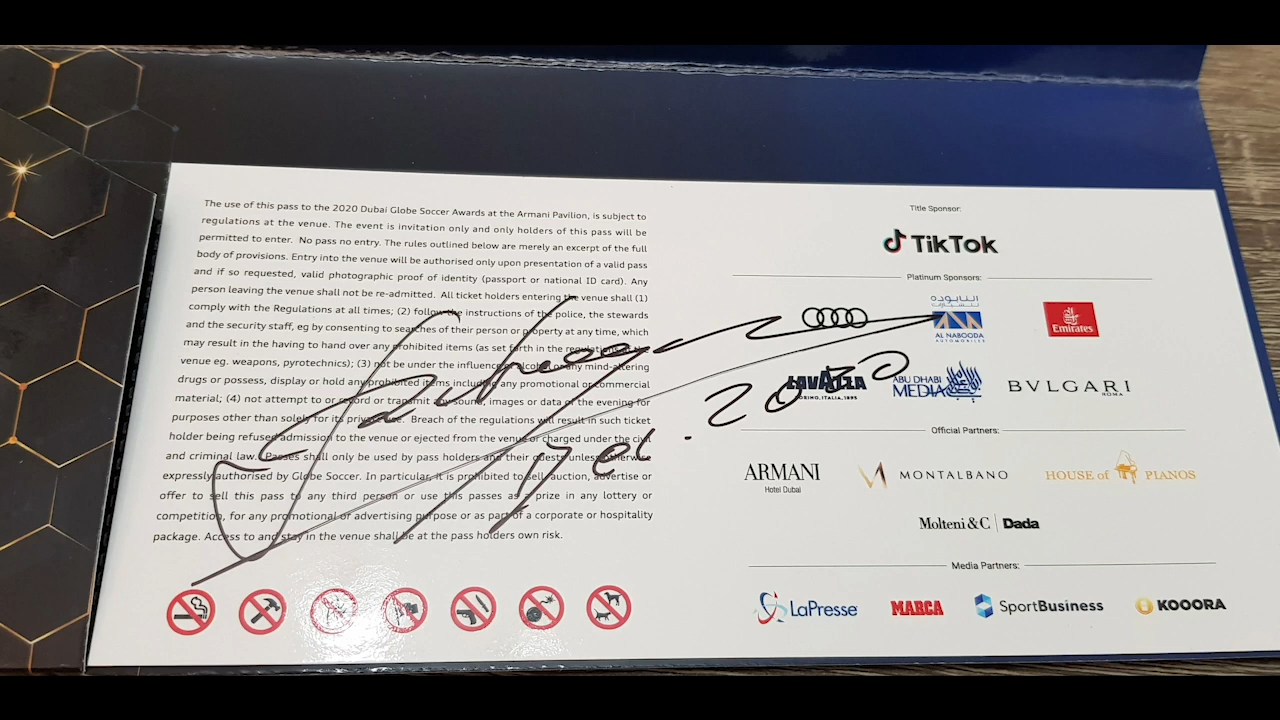 The use of this pass to the 2020 Dubai Globe Soccer Awards at the Armani Pavilion, is subject to
regulations at the venue. The event is invitation only and only holders of this pass will be
permitted to enter. No pass no entry. The rules outlined below are merely an excerpt of the full
body of provisions. Entry into the venue will be authorised only upon presentation of a valid pass
and if so requested, valid photographic proof of identity (passport or national ID card). Any
person leaving the venue shall not be re-admitted. All ticket holders entering the venue shall (1)
comply with the Regulations at all times; (2) follow the instructions of the police, the stewards
and the security staff, eg by consenting to searches of their person or property at any time, which
may result in the having to hand over any prohibited items (as set forth in the regulations at the
venue eg. weapons, pyrotechnics); (3) not be under the influence of alcohol or any mind-altering
drugs or possess, display or hold any prohibited items including any promotional or commercial
material; (4) not attempt to or record or transmit any sound, images or data of the evening for
purposes other than solely for its private use. Breach of the regulations will result in such ticket
holder being refused admission to the venue or ejected from the venue or charged under the civil
and criminal law. Passes shall only be used by pass holders and their guests unless otherwise
expressly authorised by Globe Soccer. In particular, it is prohibited to sell, auction, advertise or
offer to sell this pass to any third person or use this passes as a prize in any lottery or
competition, for any promotional or advertising purpose or as part of a corporate or hospitality
package. Access to and stay in the venue shall be at the pass holders own risk.
2020
Title Sponsor:
TikTok
Platinum Sponsors:
النابوده
للسيارات
AL NABOODA
AUTOMOBILES
Emirates
LAVAZZA
TORINO, ITALIA, 1895
ABU DHABI
MEDIA
BVLGARI
ROMA
Official Partners:
ARMANI
Hotel Dubai
MONTALBANO
HOUSE of PIANOS
Molteni&C | Dada
Media Partners:
LaPresse
MARCA
SportBusiness
KOOORA